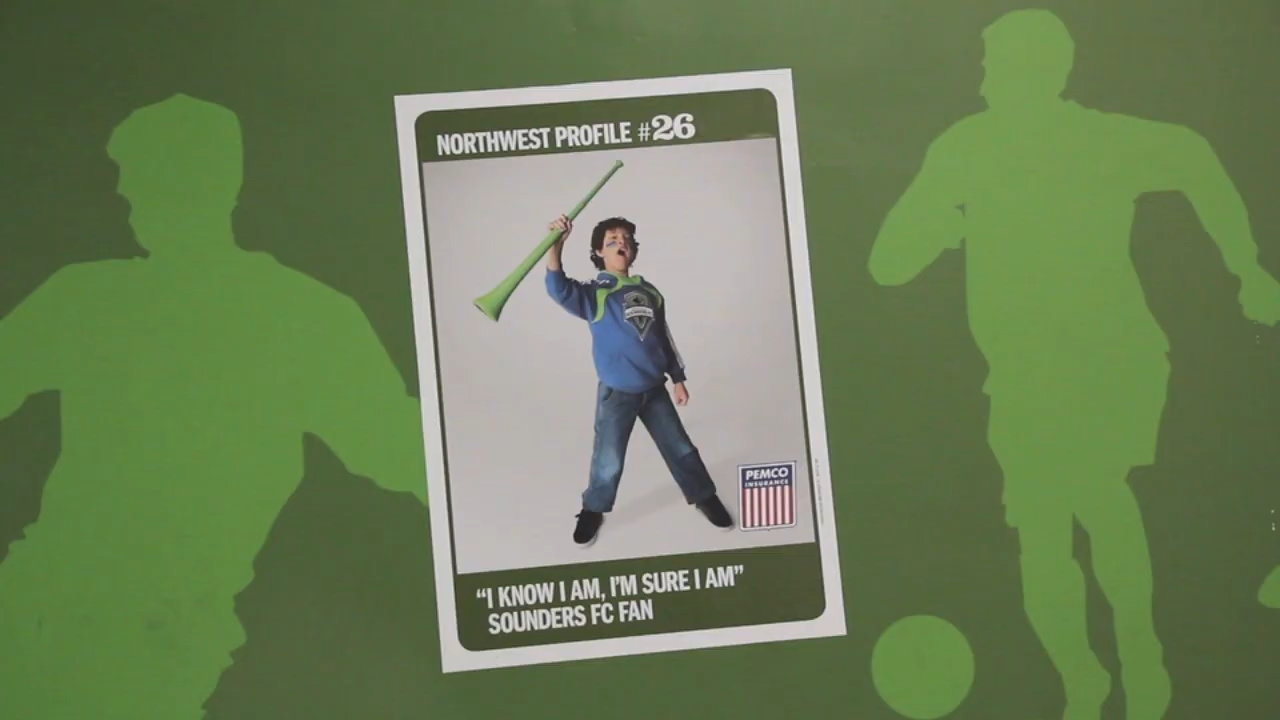 NORTHWEST PROFILE #26
PEMCO
INSURANCE
"I KNOW I AM, I'M SURE I AM"
SOUNDERS FC FAN